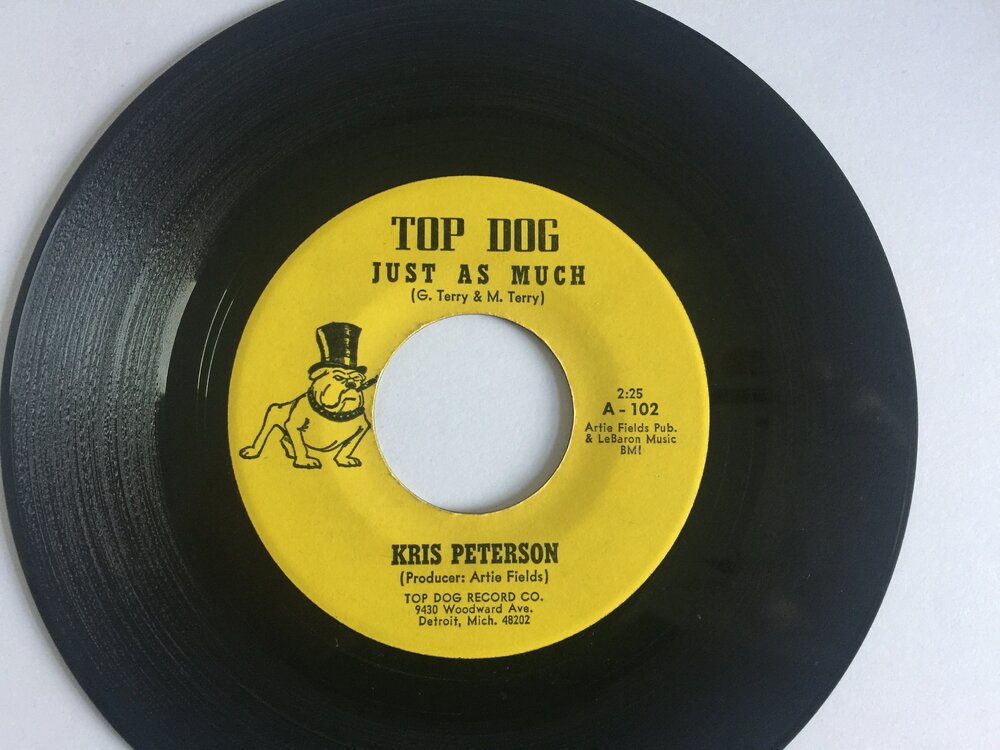 TOP DOG
JUST AS MUCH
(G. Terry & M. Terry)
2:25
A - 102
Artie Fields Pub.
& LeBaron Music
BMI
KRIS PETERSON
(Producer: Artie Fields)
TOP DOG RECORD CO.
9430 Woodward Ave.
Detroit, Mich. 48202